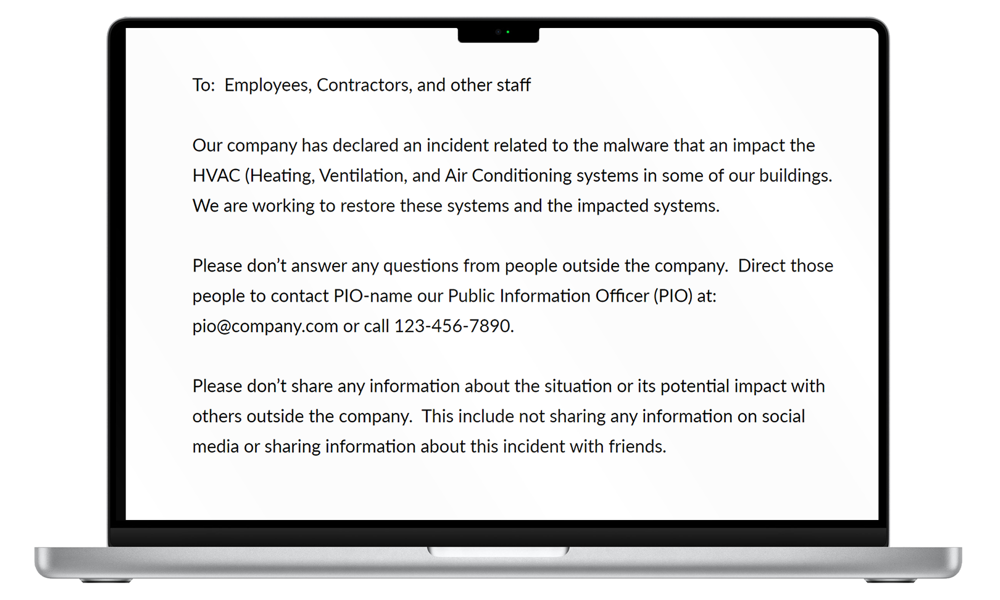 To:  Employees, Contractors, and other staff
Our company has declared an incident related to the malware that an impact the
HVAC (Heating, Ventilation, and Air Conditioning systems in some of our buildings.
We are working to restore these systems and the impacted systems.
Please don’t answer any questions from people outside the company.  Direct those
people to contact PIO-name our Public Information Officer (PIO) at:
pio@company.com or call 123-456-7890.
Please don’t share any information about the situation or its potential impact with
others outside the company.  This include not sharing any information on social
media or sharing information about this incident with friends.